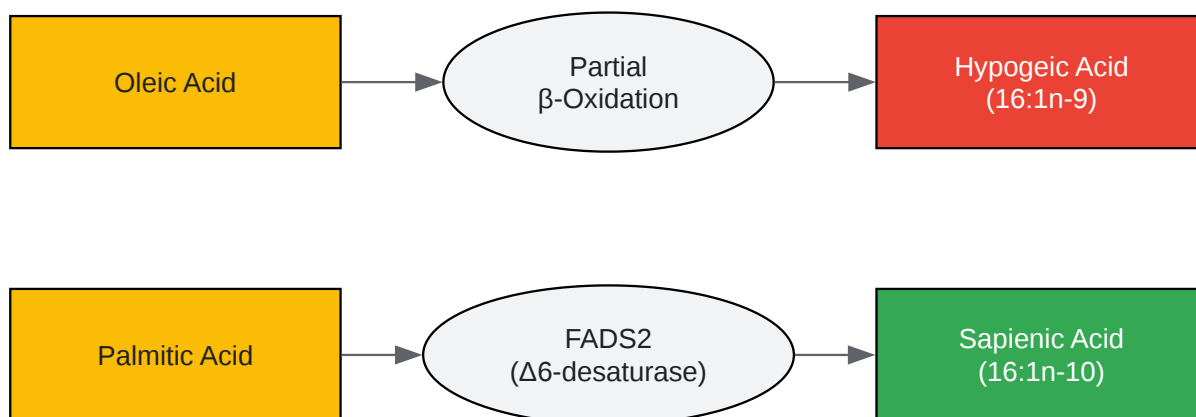 Oleic Acid
Partial
β-Oxidation
Hypogeic Acid
(16:1n-9)
Palmitic Acid
FADS2
(Δ6-desaturase)
Sapienic Acid
(16:1n-10)